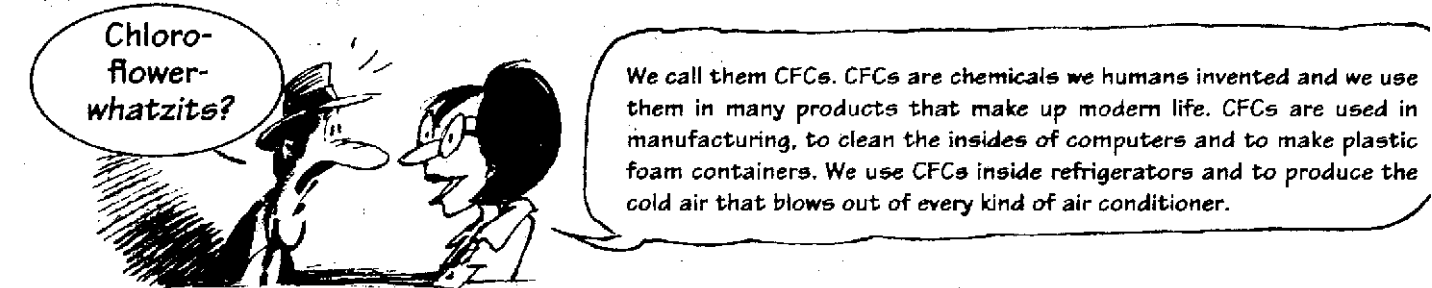 Chloro-
flower-
whatzits?
We call them CFCs. CFCs are chemicals we humans invented and we use
them in many products that make up modern life. CFCs are used in
manufacturing, to clean the insides of computers and to make plastic
foam containers. We use CFCs inside refrigerators and to produce the
cold air that blows out of every kind of air conditioner.